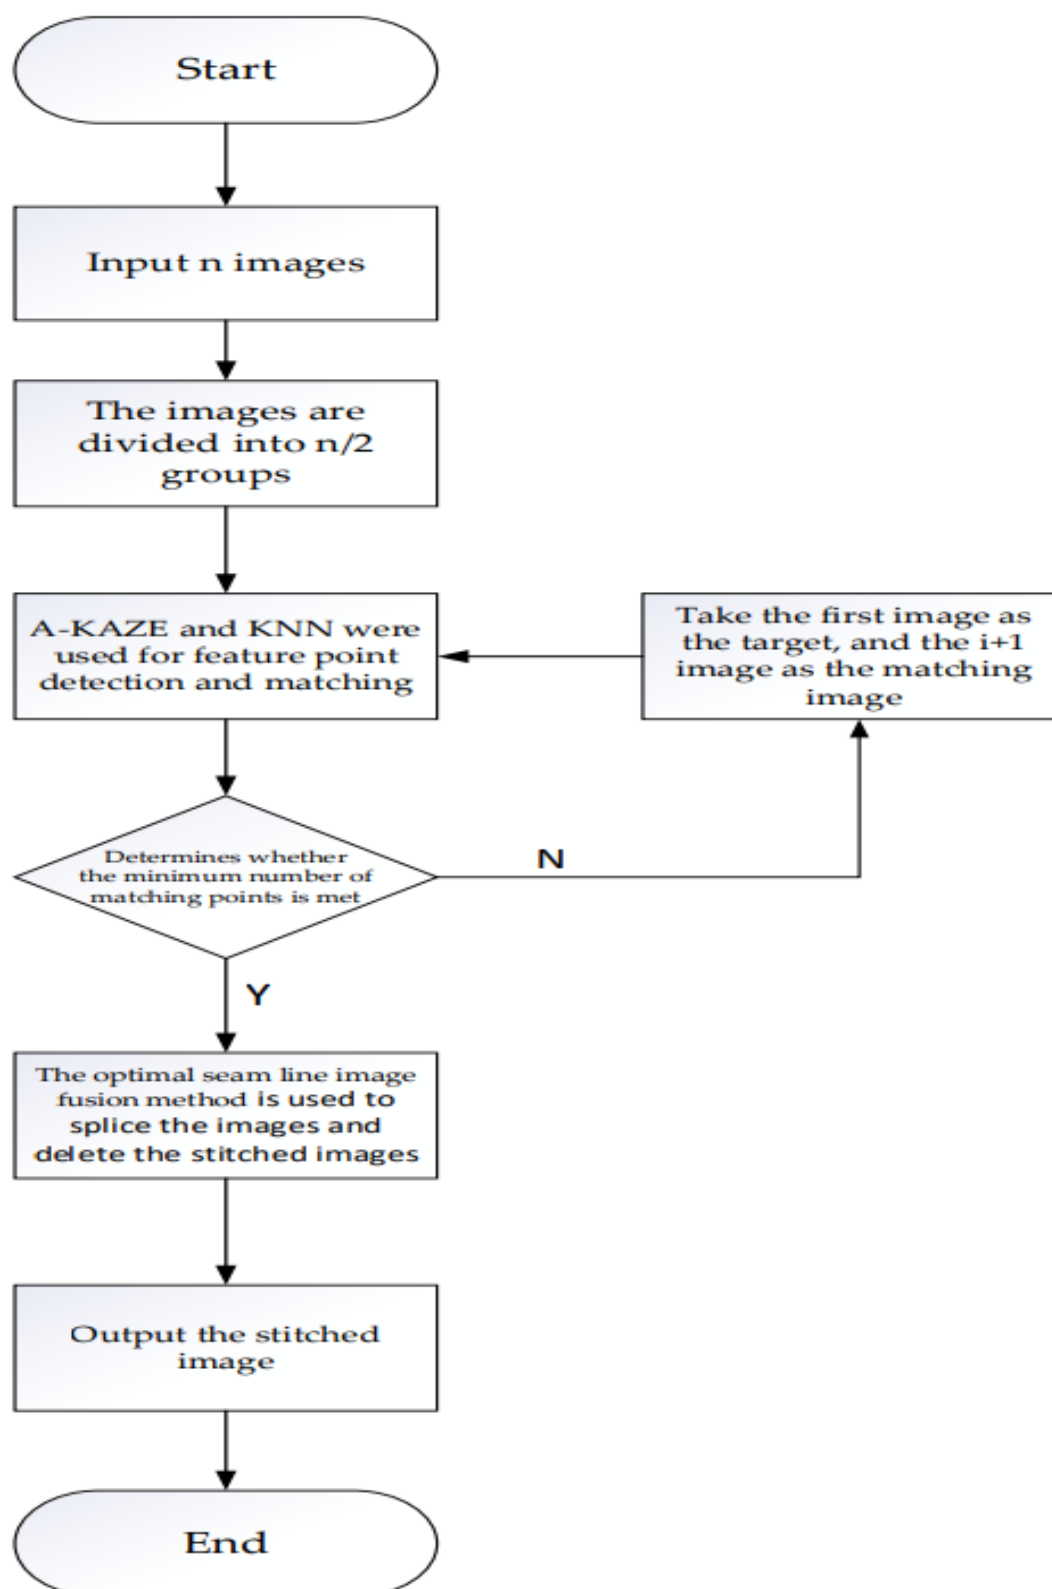 Start
Input n images
The images are
divided into n/2
groups
A-KAZE and KNN were
used for feature point
detection and matching
Take the first image as
the target, and the i+1
image as the matching
image
Determines whether
the minimum number of
matching points is met
N
Y
The optimal seam line image
fusion method is used to
splice the images and
delete the stitched images
Output the stitched
image
End